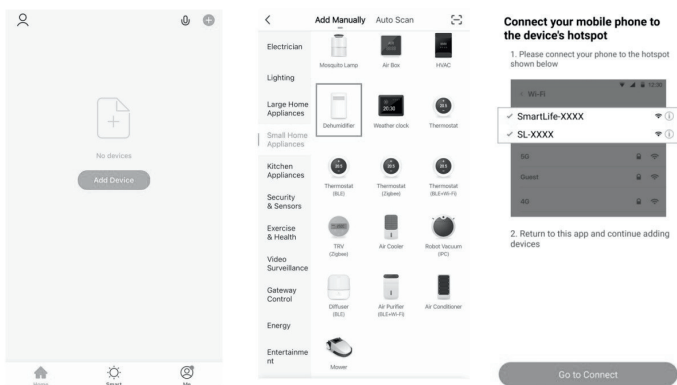 No devices
Add Device
Home
Smart
Me
Add Manually Auto Scan
Electrician
Lighting
Large Home
Appliances
Small Home
Appliances
Kitchen
Appliances
Security
& Sensors
Exercise
& Health
Video
Surveillance
Gateway
Control
Energy
Entertainme
nt
Mosquito Lamp
Air Box
HVAC
Dehumidifier
Weather clock
Thermostat
Thermostat
(BLE)
Thermostat
(Zigbee)
Thermostat
(BLE+Wi-Fi)
TRV
(Zigbee)
Air Cooler
Robot Vacuum
(IPC)
Diffuser
(BLE)
Air Purifier
(BLE+Wi-Fi)
Air Conditioner
Mower
Connect your mobile phone to
the device's hotspot
1. Please connect your phone to the hotspot
shown below
12:30
Wi-Fi
SmartLife-XXXX
SL-XXXX
5G
Guest
4G
2. Return to this app and continue adding
devices
Go to Connect